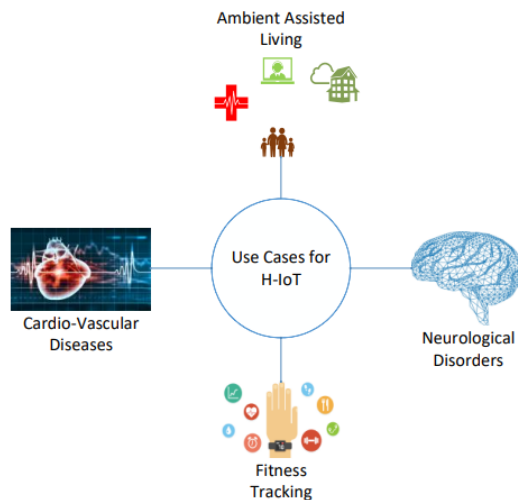 Ambient Assisted
Living
Use Cases for
H-IoT
Cardio-Vascular
Diseases
Neurological
Disorders
Fitness
Tracking